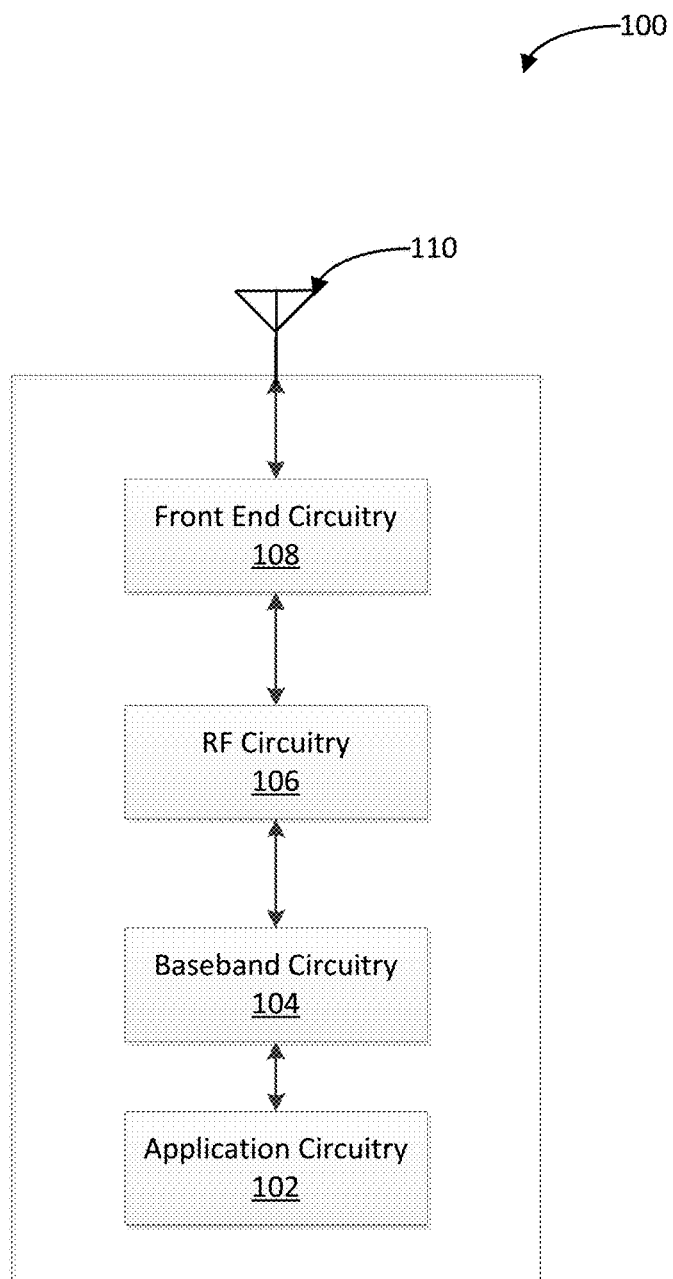 100
110
Front End Circuitry
108
RF Circuitry
106
Baseband Circuitry
104
Application Circuitry
102